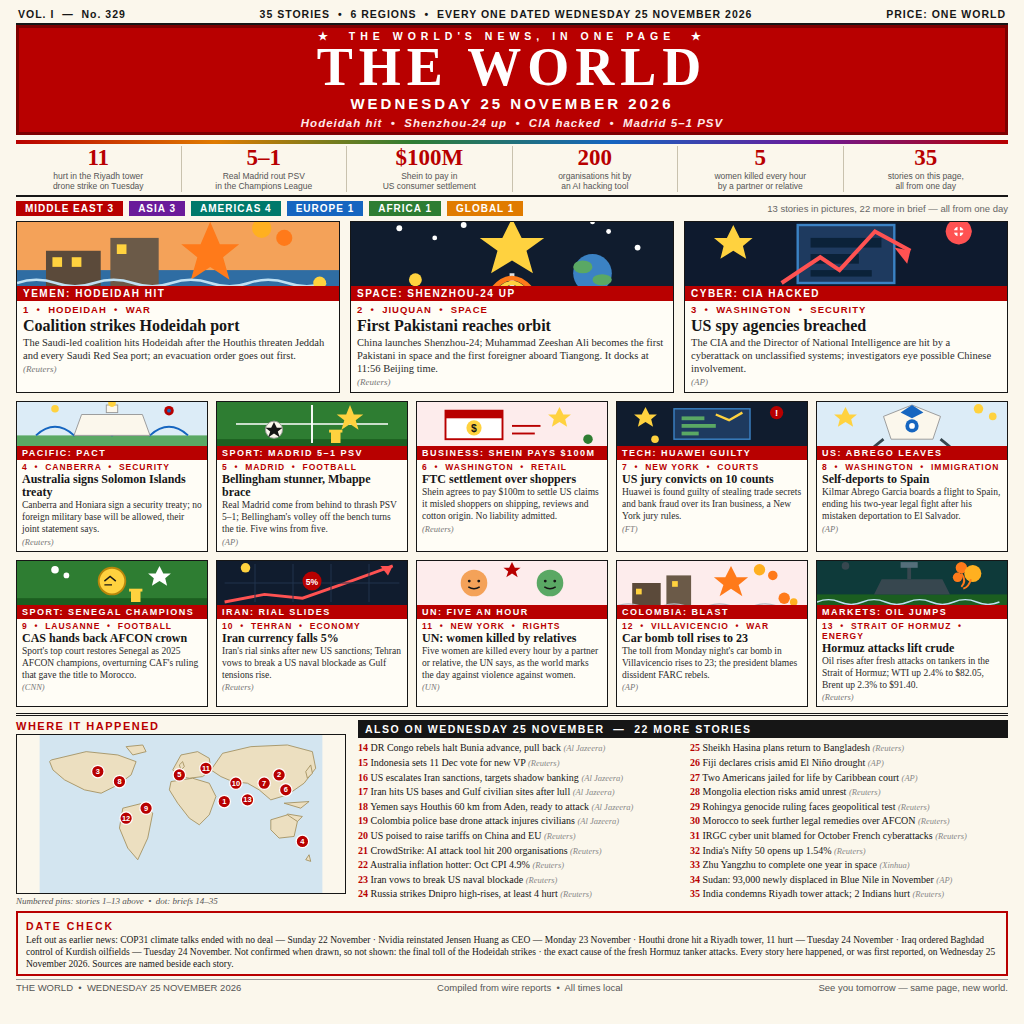 VOL. I — No. 329
35 STORIES • 6 REGIONS • EVERY ONE DATED WEDNESDAY 25 NOVEMBER 2026
PRICE: ONE WORLD
★ THE WORLD'S NEWS, IN ONE PAGE ★
THE WORLD
WEDNESDAY 25 NOVEMBER 2026
Hodeidah hit • Shenzhou-24 up • CIA hacked • Madrid 5–1 PSV
11
hurt in the Riyadh tower
drone strike on Tuesday
5–1
Real Madrid rout PSV
in the Champions League
$100M
Shein to pay in
US consumer settlement
200
organisations hit by
an AI hacking tool
5
women killed every hour
by a partner or relative
35
stories on this page,
all from one day
MIDDLE EAST 3
ASIA 3
AMERICAS 4
EUROPE 1
AFRICA 1
GLOBAL 1
13 stories in pictures, 22 more in brief — all from one day
YEMEN: HODEIDAH HIT
1 • HODEIDAH • WAR
Coalition strikes Hodeidah port
The Saudi-led coalition hits Hodeidah after the Houthis threaten Jeddah
and every Saudi Red Sea port; an evacuation order goes out first.
(Reuters)
SPACE: SHENZHOU-24 UP
2 • JIUQUAN • SPACE
First Pakistani reaches orbit
China launches Shenzhou-24; Muhammad Zeeshan Ali becomes the first
Pakistani in space and the first foreigner aboard Tiangong. It docks at
11:56 Beijing time.
(Reuters)
CYBER: CIA HACKED
3 • WASHINGTON • SECURITY
US spy agencies breached
The CIA and the Director of National Intelligence are hit by a
cyberattack on unclassified systems; investigators eye possible Chinese
involvement.
(AP)
PACIFIC: PACT
4 • CANBERRA • SECURITY
Australia signs Solomon Islands
treaty
Canberra and Honiara sign a security treaty; no
foreign military base will be allowed, their
joint statement says.
(Reuters)
SPORT: MADRID 5–1 PSV
5 • MADRID • FOOTBALL
Bellingham stunner, Mbappe
brace
Real Madrid come from behind to thrash PSV
5–1; Bellingham's volley off the bench turns
the tie. Five wins from five.
(AP)
$
BUSINESS: SHEIN PAYS $100M
6 • WASHINGTON • RETAIL
FTC settlement over shoppers
Shein agrees to pay $100m to settle US claims
it misled shoppers on shipping, reviews and
cotton origin. No liability admitted.
(Reuters)
!
TECH: HUAWEI GUILTY
7 • NEW YORK • COURTS
US jury convicts on 10 counts
Huawei is found guilty of stealing trade secrets
and bank fraud over its Iran business, a New
York jury rules.
(FT)
US: ABREGO LEAVES
8 • WASHINGTON • IMMIGRATION
Self-deports to Spain
Kilmar Abrego Garcia boards a flight to Spain,
ending his two-year legal fight after his
mistaken deportation to El Salvador.
(AP)
SPORT: SENEGAL CHAMPIONS
9 • LAUSANNE • FOOTBALL
CAS hands back AFCON crown
Sport's top court restores Senegal as 2025
AFCON champions, overturning CAF's ruling
that gave the title to Morocco.
(CNN)
5%
IRAN: RIAL SLIDES
10 • TEHRAN • ECONOMY
Iran currency falls 5%
Iran's rial sinks after new US sanctions; Tehran
vows to break a US naval blockade as Gulf
tensions rise.
(Reuters)
UN: FIVE AN HOUR
11 • NEW YORK • RIGHTS
UN: women killed by relatives
Five women are killed every hour by a partner
or relative, the UN says, as the world marks
the day against violence against women.
(UN)
COLOMBIA: BLAST
12 • VILLAVICENCIO • WAR
Car bomb toll rises to 23
The toll from Monday night's car bomb in
Villavicencio rises to 23; the president blames
dissident FARC rebels.
(AP)
MARKETS: OIL JUMPS
13 • STRAIT OF HORMUZ •
ENERGY
Hormuz attacks lift crude
Oil rises after fresh attacks on tankers in the
Strait of Hormuz; WTI up 2.4% to $82.05,
Brent up 2.3% to $91.40.
(Reuters)
WHERE IT HAPPENED
3
8
9
12
5
11
10
1
13
7
2
6
4
Numbered pins: stories 1–13 above • dot: briefs 14–35
ALSO ON WEDNESDAY 25 NOVEMBER — 22 MORE STORIES
14 DR Congo rebels halt Bunia advance, pull back (Al Jazeera)
15 Indonesia sets 11 Dec vote for new VP (Reuters)
16 US escalates Iran sanctions, targets shadow banking (Al Jazeera)
17 Iran hits US bases and Gulf civilian sites after lull (Al Jazeera)
18 Yemen says Houthis 60 km from Aden, ready to attack (Al Jazeera)
19 Colombia police base drone attack injures civilians (Al Jazeera)
20 US poised to raise tariffs on China and EU (Reuters)
21 CrowdStrike: AI attack tool hit 200 organisations (Reuters)
22 Australia inflation hotter: Oct CPI 4.9% (Reuters)
23 Iran vows to break US naval blockade (Reuters)
24 Russia strikes Dnipro high-rises, at least 4 hurt (Reuters)
25 Sheikh Hasina plans return to Bangladesh (Reuters)
26 Fiji declares crisis amid El Niño drought (AP)
27 Two Americans jailed for life by Caribbean court (AP)
28 Mongolia election risks amid unrest (Reuters)
29 Rohingya genocide ruling faces geopolitical test (Reuters)
30 Morocco to seek further legal remedies over AFCON (Reuters)
31 IRGC cyber unit blamed for October French cyberattacks (Reuters)
32 India's Nifty 50 opens up 1.54% (Reuters)
33 Zhu Yangzhu to complete one year in space (Xinhua)
34 Sudan: 93,000 newly displaced in Blue Nile in November (AP)
35 India condemns Riyadh tower attack; 2 Indians hurt (Reuters)
DATE CHECK
Left out as earlier news: COP31 climate talks ended with no deal — Sunday 22 November · Nvidia reinstated Jensen Huang as CEO — Monday 23 November · Houthi drone hit a Riyadh tower, 11 hurt — Tuesday 24 November · Iraq ordered Baghdad
control of Kurdish oilfields — Tuesday 24 November. Not confirmed when drawn, so not shown: the final toll of the Hodeidah strikes · the exact cause of the fresh Hormuz tanker attacks. Every story here happened, or was first reported, on Wednesday 25
November 2026. Sources are named beside each story.
THE WORLD • WEDNESDAY 25 NOVEMBER 2026
Compiled from wire reports • All times local
See you tomorrow — same page, new world.